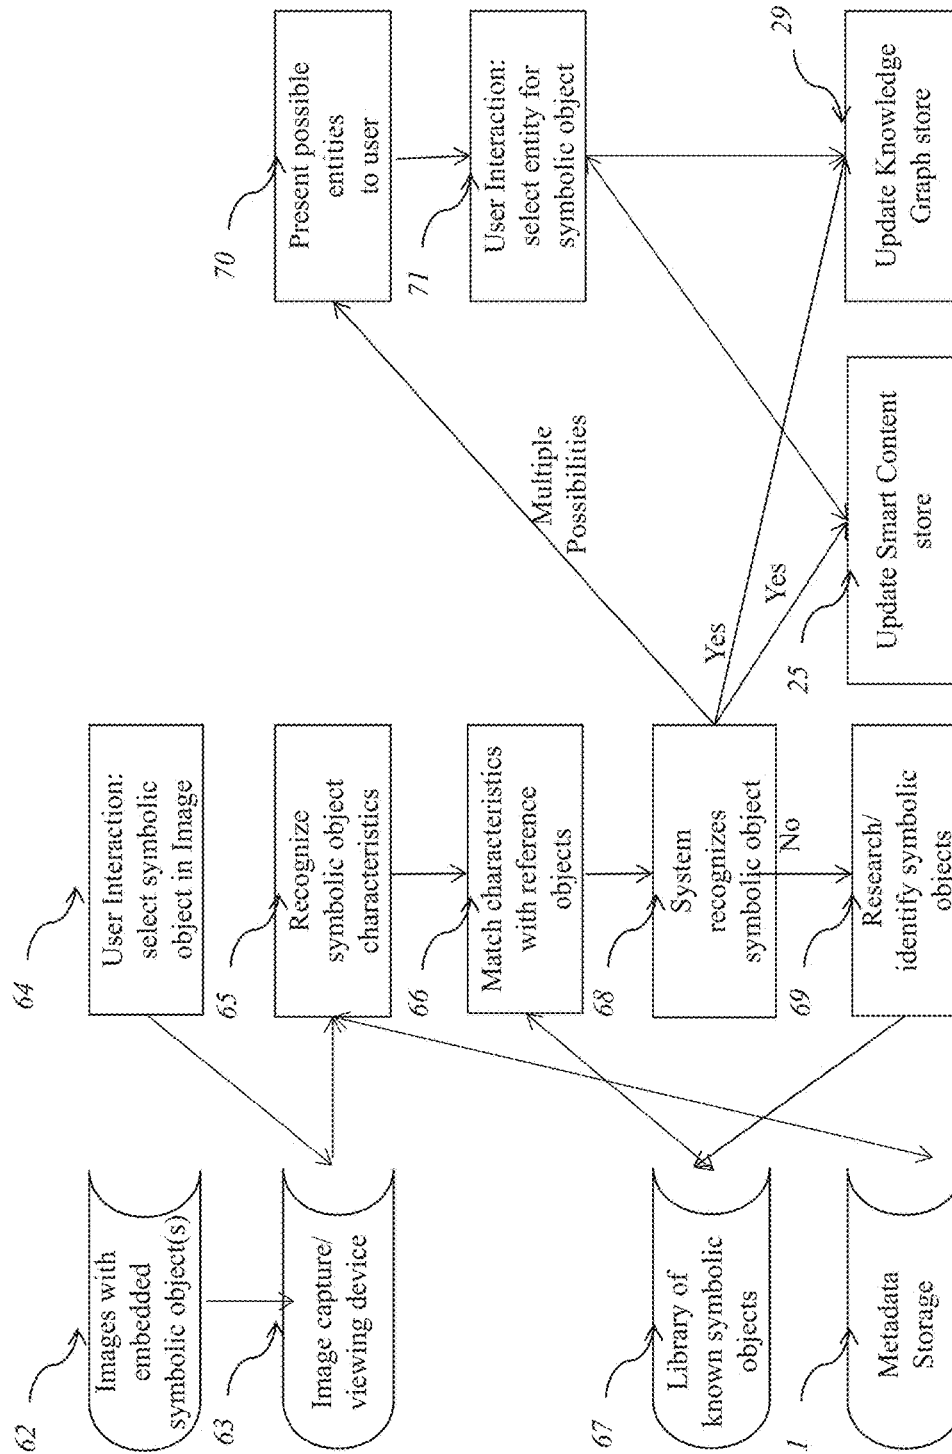 62
Images with
embedded
symbolic object(s)
63
Image capture/
viewing device
67
Library of
known symbolic
objects
1
Metadata
Storage
64
User Interaction:
select symbolic
object in Image
65
Recognize
symbolic object
characteristics
66
Match characteristics
with reference
objects
68
System
recognizes
symbolic object
No
69
Research/
identify symbolic
objects
Multiple
Possibilities
Yes
Yes
25
Update Smart Content
store
70
Present possible
entities
to user
71
User Interaction:
select entity for
symbolic object
29
Update Knowledge
Graph store